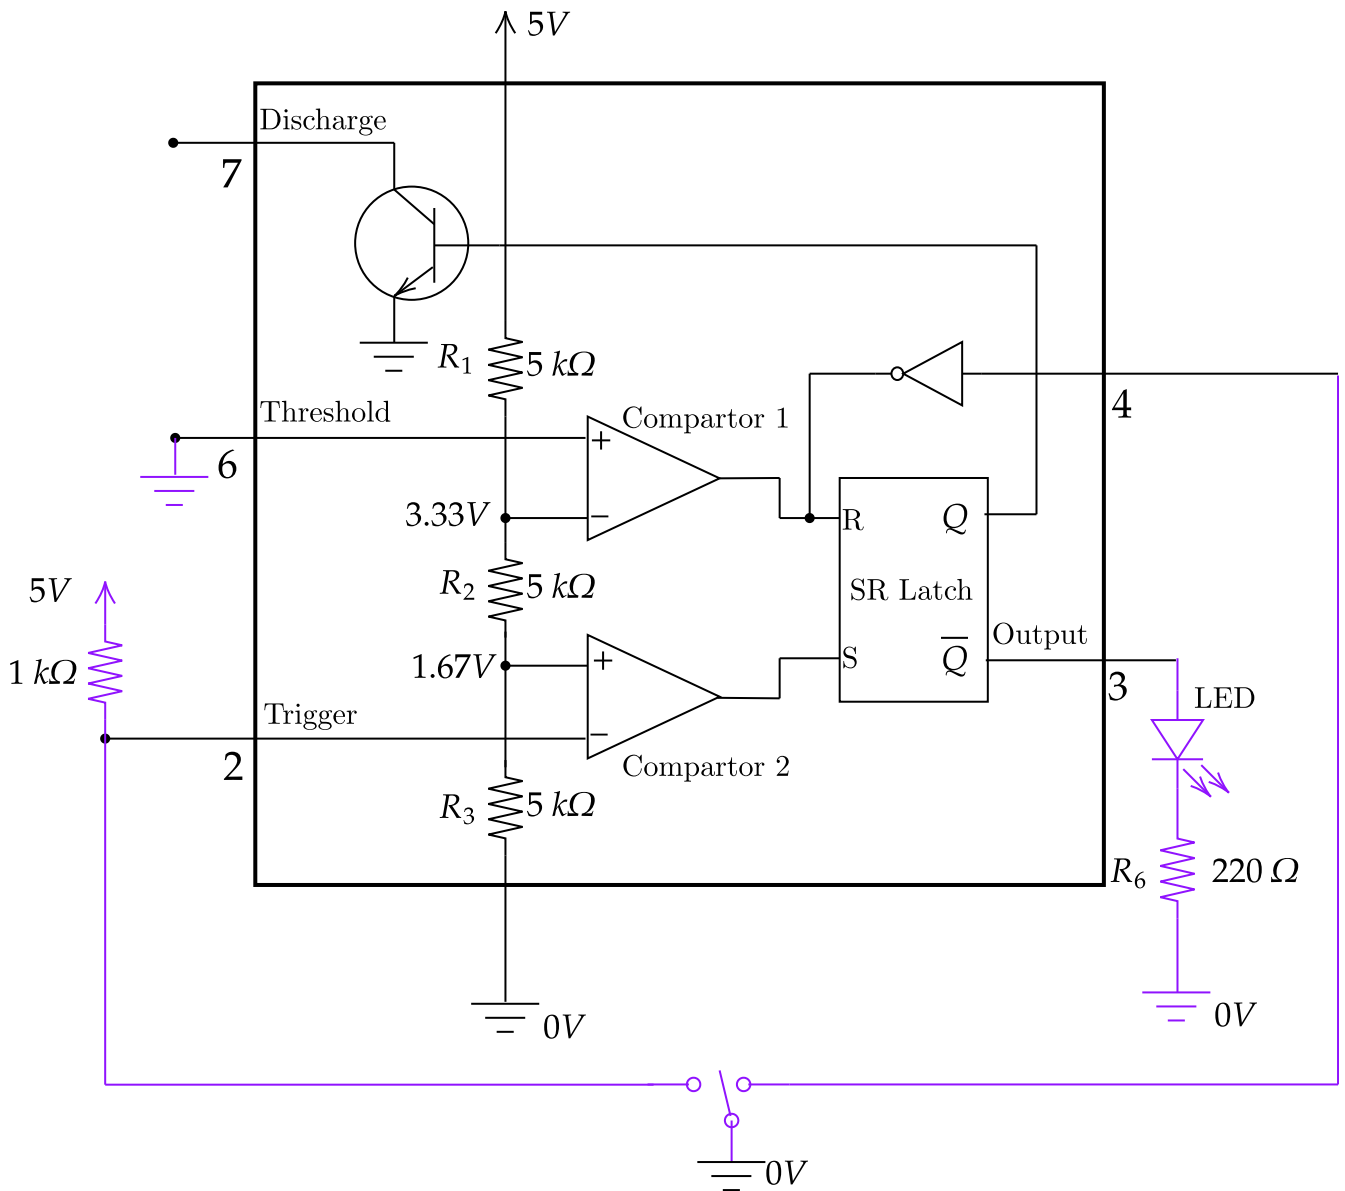 5V
Discharge
7
R1 5 kΩ
Threshold
6
Compartor 1
+
−
4
3.33V
R
Q
R2 5 kΩ
5V
SR Latch
1 kΩ
1.67V
+
S
Q̅
Output
3
Trigger
−
2
LED
Compartor 2
R3 5 kΩ
R6 220 Ω
0V
0V
0V